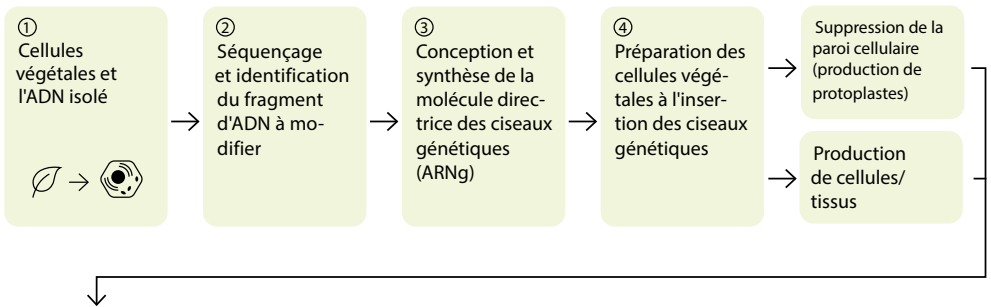 ①
Cellules
végétales et
l'ADN isolé
②
Séquençage
et identification
du fragment
d'ADN à mo-
difier
③
Conception et
synthèse de la
molécule direc-
trice des ciseaux
génétiques
(ARNg)
④
Préparation des
cellules végé-
tales à l'inser-
tion des ciseaux
génétiques
Suppression de la
paroi cellulaire
(production de
protoplastes)
Production
de cellules/
tissus